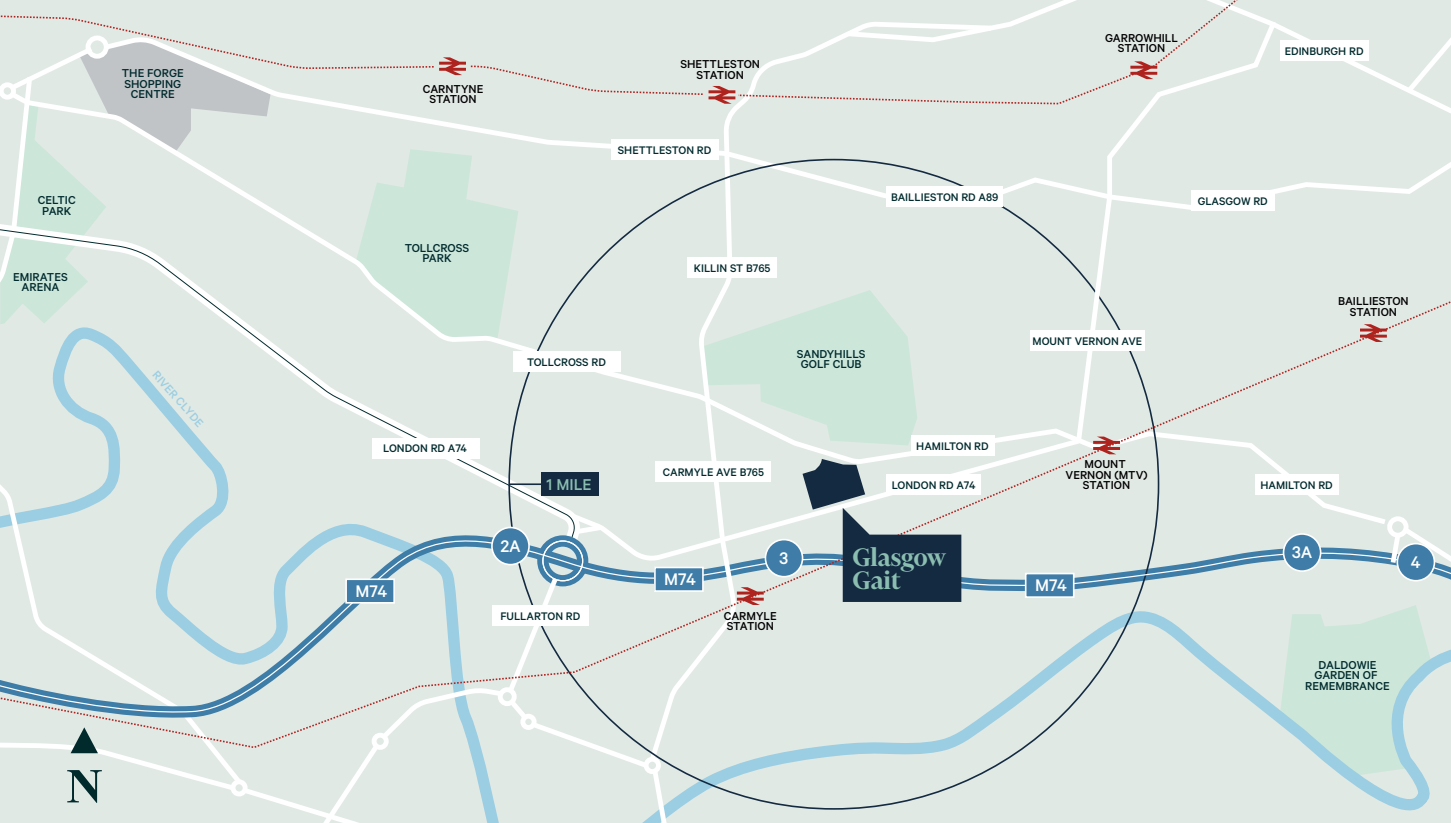 GARROWHILL
STATION
EDINBURGH RD
SHETTLESTON
STATION
THE FORGE
SHOPPING
CENTRE
CARNTYNE
STATION
SHETTLESTON RD
BAILLIESTON RD A89
GLASGOW RD
CELTIC
PARK
TOLLCROSS
PARK
KILLIN ST B765
EMIRATES
ARENA
BAILLIESTON
STATION
MOUNT VERNON AVE
SANDYHILLS
GOLF CLUB
TOLLCROSS RD
RIVER CLYDE
LONDON RD A74
HAMILTON RD
CARMYLE AVE B765
1 MILE
LONDON RD A74
MOUNT
VERNON (MTV)
STATION
HAMILTON RD
2A
3
3A
4
Glasgow
Gait
M74
M74
M74
FULLARTON RD
CARMYLE
STATION
DALDOWIE
GARDEN OF
REMEMBRANCE
N